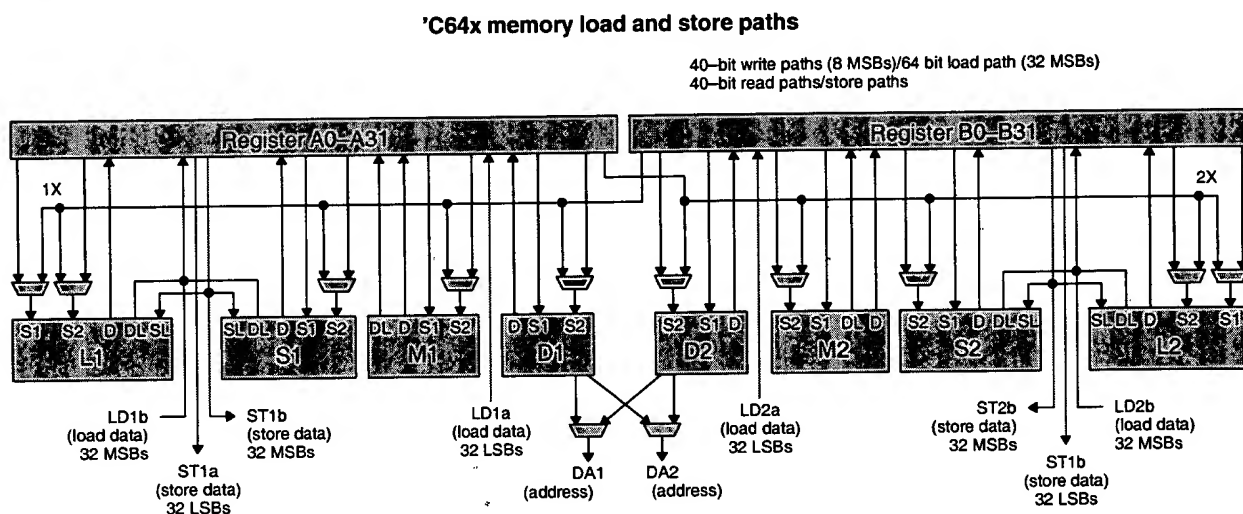 'C64x memory load and store paths
40–bit write paths (8 MSBs)/64 bit load path (32 MSBs)
40–bit read paths/store paths
Register A0–A31
Register B0–B31
1X
2X
S1 S2 D DL SL
SL DL D S1 S2
DL D S1 S2
D S1 S2
S2 S1 D
S2 S1 DL D
S2 S1 D DL SL
SL DL D S2 S1
L1
S1
M1
D1
D2
M2
S2
L2
LD1b
(load data)
32 MSBs
ST1b
(store data)
32 MSBs
ST1a
(store data)
32 LSBs
LD1a
(load data)
32 LSBs
DA1
(address)
DA2
(address)
LD2a
(load data)
32 LSBs
ST2b
(store data)
32 MSBs
LD2b
(load data)
32 MSBs
ST1b
(store data)
32 LSBs